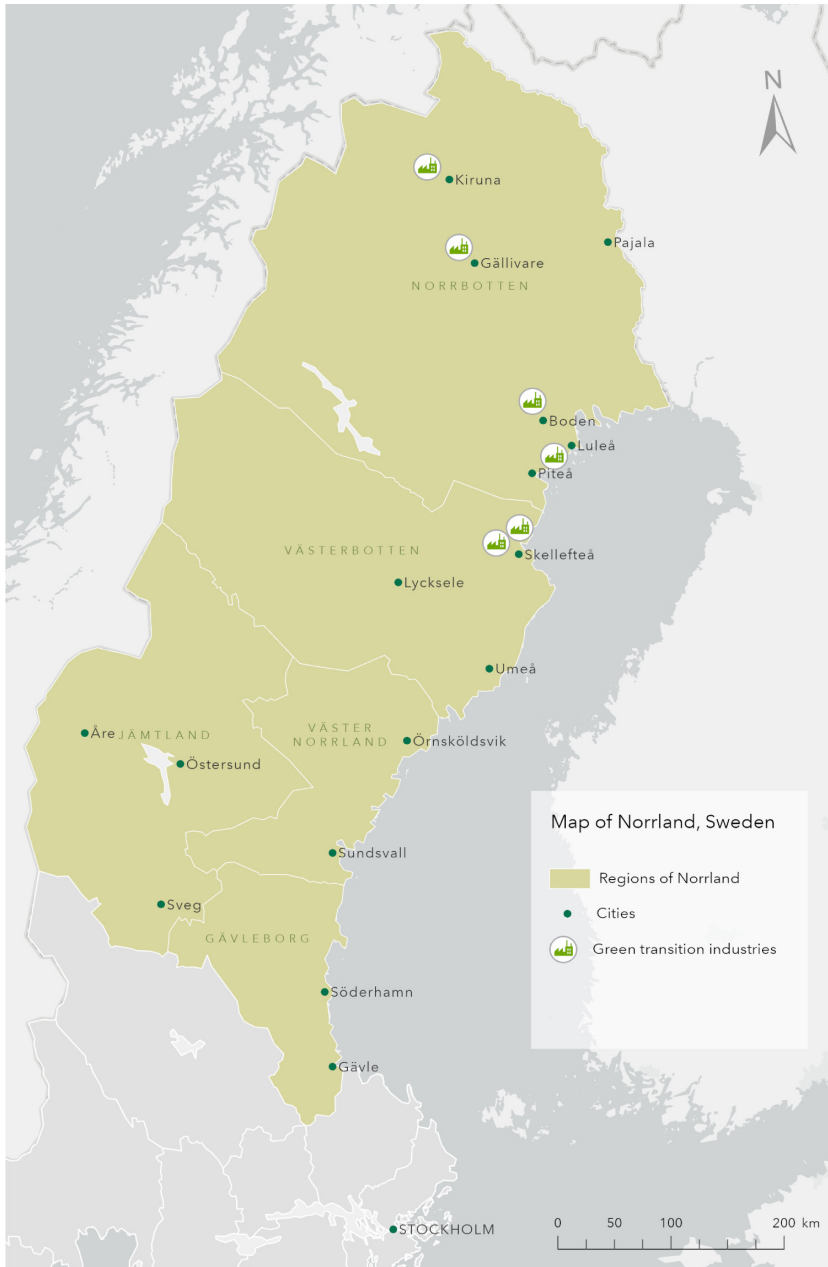 N
Kiruna
Pajala
Gällivare
NORRBOTTEN
Boden
Luleå
Piteå
VÄSTERBOTTEN
Skellefteå
Lycksele
Umeå
Åre
JÄMTLAND
VÄSTER
NORRLAND
Örnsköldsvik
Östersund
Map of Norrland, Sweden
Sundsvall
Regions of Norrland
Sveg
Cities
GÄVLEBORG
Green transition industries
Söderhamn
Gävle
STOCKHOLM
0 50 100 200 km